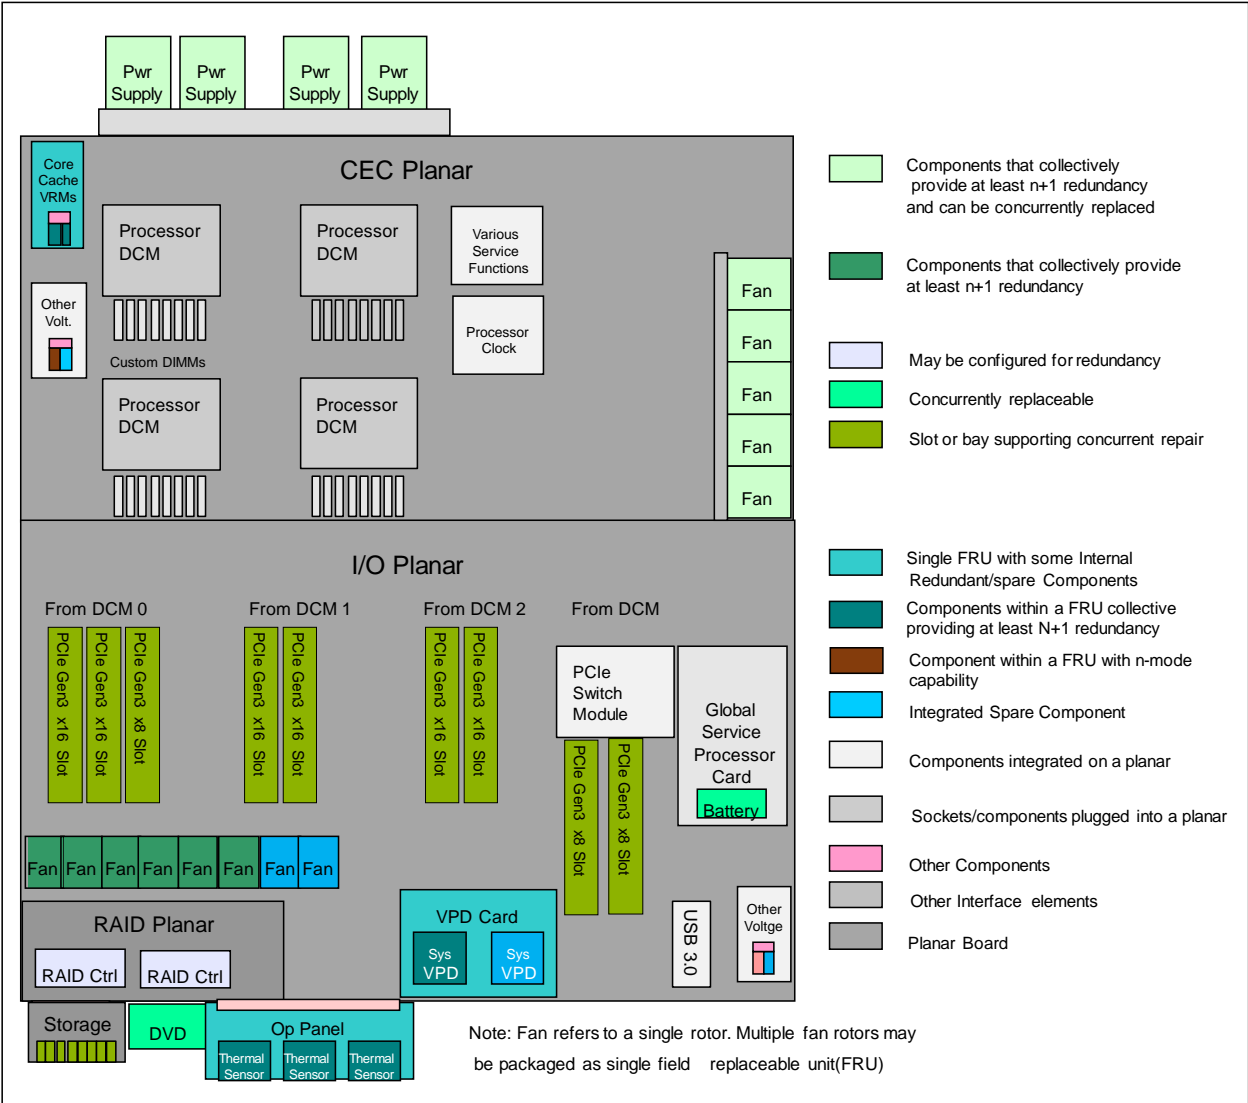 Pwr Supply
Pwr Supply
Pwr Supply
Pwr Supply
CEC Planar
Core
Cache
VRMs
Processor
DCM
Processor
DCM
Various
Service
Functions
Other
Volt.
Processor
Clock
Custom DIMMs
Processor
DCM
Processor
DCM
Fan
Fan
Fan
Fan
Fan
I/O Planar
From DCM 0
From DCM 1
From DCM 2
From DCM
PCIe Gen3 x16 Slot
PCIe Gen3 x16 Slot
PCIe Gen3 x8 Slot
PCIe Gen3 x16 Slot
PCIe Gen3 x16 Slot
PCIe Gen3 x16 Slot
PCIe Gen3 x16 Slot
PCIe
Switch
Module
PCIe Gen3 x8 Slot
PCIe Gen3 x8 Slot
Global
Service
Processor
Card
Battery
Fan
Fan
Fan
Fan
Fan
Fan
Fan
Fan
RAID Planar
RAID Ctrl
RAID Ctrl
VPD Card
Sys
VPD
Sys
VPD
USB 3.0
Other
Voltge
Storage
DVD
Op Panel
Thermal
Sensor
Thermal
Sensor
Thermal
Sensor
Note: Fan refers to a single rotor. Multiple fan rotors may
be packaged as single field replaceable unit(FRU)
Components that collectively
provide at least n+1 redundancy
and can be concurrently replaced
Components that collectively provide
at least n+1 redundancy
May be configured for redundancy
Concurrently replaceable
Slot or bay supporting concurrent repair
Single FRU with some Internal
Redundant/spare Components
Components within a FRU collective
providing at least N+1 redundancy
Component within a FRU with n-mode
capability
Integrated Spare Component
Components integrated on a planar
Sockets/components plugged into a planar
Other Components
Other Interface elements
Planar Board